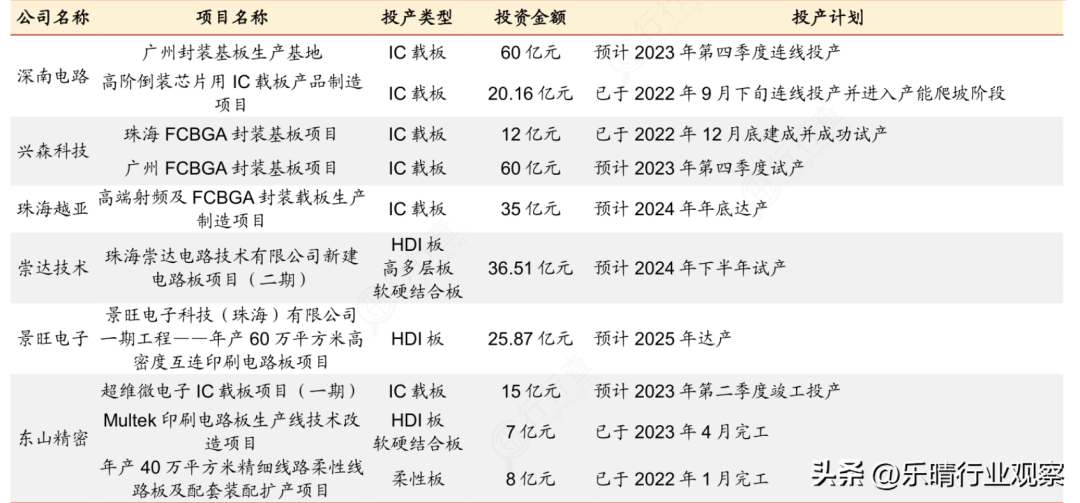 公司名称 项目名称 投产类型 投资金额 投产计划
深南电路 广州封装基板生产基地 IC 载板 60 亿元 预计 2023 年第四季度连线投产
高阶倒装芯片用 IC 载板产品制造
项目 IC 载板 20.16 亿元 已于 2022 年 9 月下旬连线投产并进入产能爬坡阶段
兴森科技 珠海 FCBGA 封装基板项目 IC 载板 12 亿元 已于 2022 年 12 月底建成并成功试产
广州 FCBGA 封装基板项目 IC 载板 60 亿元 预计 2023 年第四季度试产
珠海越亚 高端射频及 FCBGA 封装载板生产
制造项目 IC 载板 35 亿元 预计 2024 年年底达产
崇达技术 珠海崇达电路技术有限公司新建
电路板项目（二期） HDI 板
高多层板
软硬结合板 36.51 亿元 预计 2024 年下半年试产
景旺电子 景旺电子科技（珠海）有限公司
一期工程——年产 60 万平方米高
密度互连印刷电路板项目 HDI 板 25.87 亿元 预计 2025 年达产
东山精密 超维微电子 IC 载板项目（一期） IC 载板 15 亿元 预计 2023 年第二季度竣工投产
Multek 印刷电路板生产线技术改
造项目 HDI 板
软硬结合板 7 亿元 已于 2023 年 4 月完工
年产 40 万平方米精细线路柔性线
路板及配套装配扩产项目 柔性板 8 亿元 已于 2022 年 1 月完工
头条 @乐晴行业观察